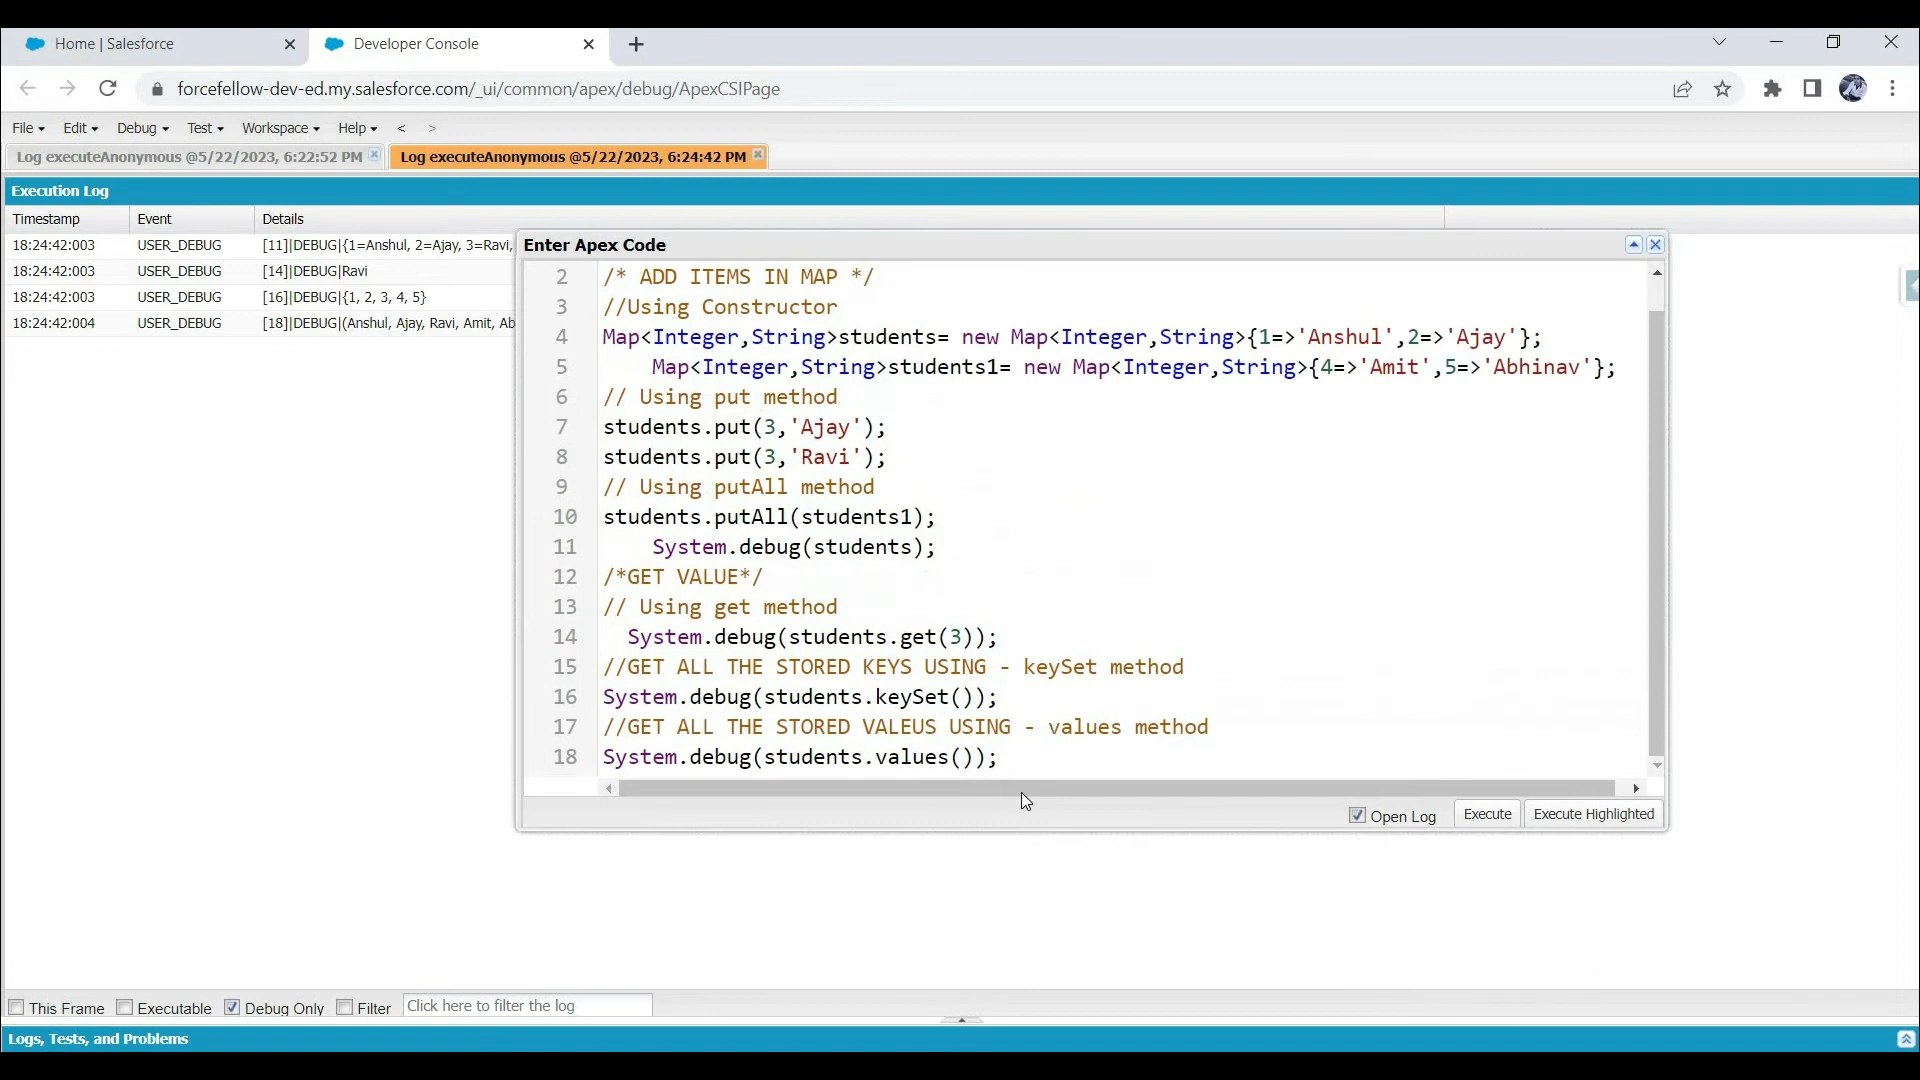 Home | Salesforce
Developer Console
forcefellow-dev-ed.my.salesforce.com/_ui/common/apex/debug/ApexCSIPage
File Edit Debug Test Workspace Help < >
Log executeAnonymous @5/22/2023, 6:22:52 PM
Log executeAnonymous @5/22/2023, 6:24:42 PM
Execution Log
Timestamp Event Details
18:24:42:003 USER_DEBUG [11]|DEBUG|{1=Anshul, 2=Ajay, 3=Ravi,
18:24:42:003 USER_DEBUG [14]|DEBUG|Ravi
18:24:42:003 USER_DEBUG [16]|DEBUG|{1, 2, 3, 4, 5}
18:24:42:004 USER_DEBUG [18]|DEBUG|(Anshul, Ajay, Ravi, Amit, Ab
Enter Apex Code
2 /* ADD ITEMS IN MAP */
3 //Using Constructor
4 Map<Integer,String>students= new Map<Integer,String>{1=>'Anshul',2=>'Ajay'};
5 Map<Integer,String>students1= new Map<Integer,String>{4=>'Amit',5=>'Abhinav'};
6 // Using put method
7 students.put(3,'Ajay');
8 students.put(3,'Ravi');
9 // Using putAll method
10 students.putAll(students1);
11 System.debug(students);
12 /*GET VALUE*/
13 // Using get method
14 System.debug(students.get(3));
15 //GET ALL THE STORED KEYS USING - keySet method
16 System.debug(students.keySet());
17 //GET ALL THE STORED VALEUS USING - values method
18 System.debug(students.values());
Open Log Execute Execute Highlighted
This Frame Executable Debug Only Filter Click here to filter the log
Logs, Tests, and Problems